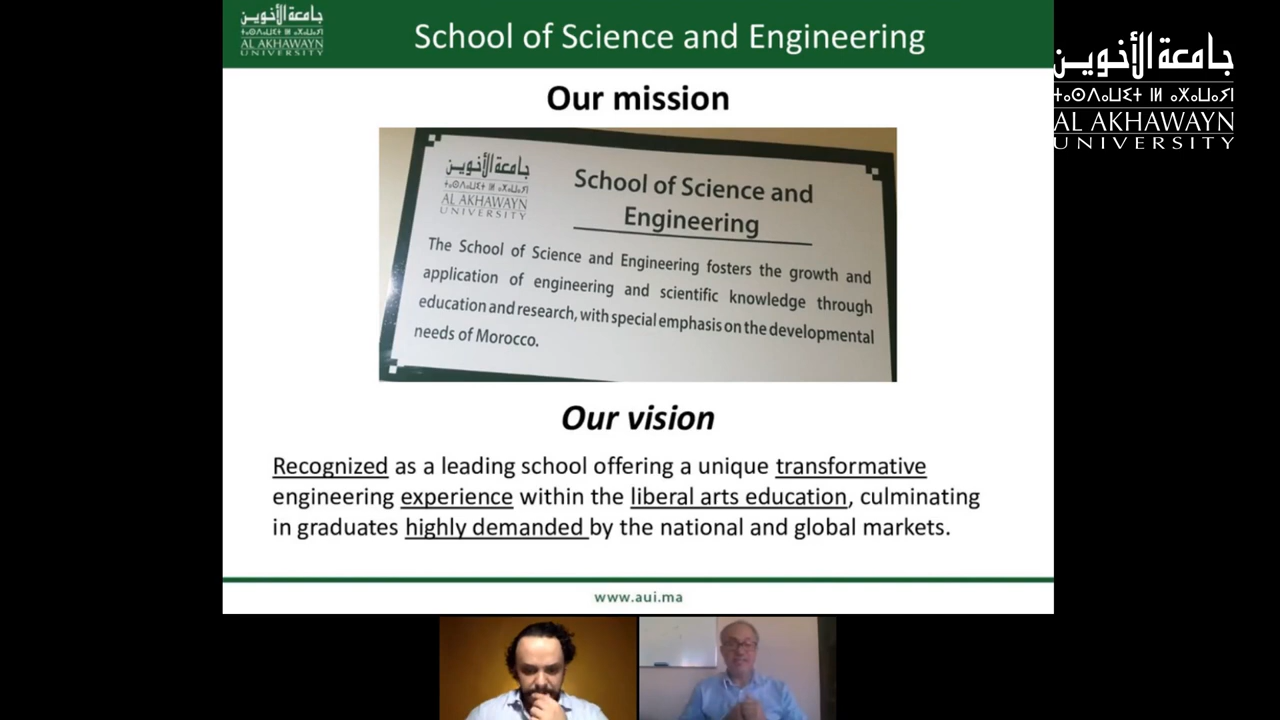 جامعة الأخوين
ⵜⴰⵙⴷⴰⵡⵉⵜ ⵏ ⵡⴰⵅⴰⵡⴰⵢⵏ
AL AKHAWAYN
UNIVERSITY
School of Science and Engineering
جامعة الأخوين
AL AKHAWAYN
UNIVERSITY
Our mission
جامعة الأخوين
AL AKHAWAYN
UNIVERSITY
School of Science and
Engineering
The School of Science and Engineering fosters the growth and
application of engineering and scientific knowledge through
education and research, with special emphasis on the developmental
needs of Morocco.
Our vision
Recognized as a leading school offering a unique transformative
engineering experience within the liberal arts education, culminating
in graduates highly demanded by the national and global markets.
www.aui.ma